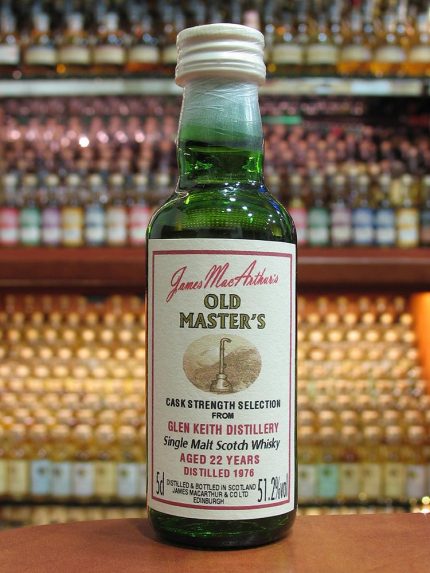 James MacArthur's
OLD
MASTER'S
CASK STRENGTH SELECTION
FROM
GLEN KEITH DISTILLERY
Single Malt Scotch Whisky
AGED 22 YEARS
DISTILLED 1976
5cl DISTILLED & BOTTLED IN SCOTLAND 51.2%vol
JAMES MACARTHUR & CO LTD
EDINBURGH